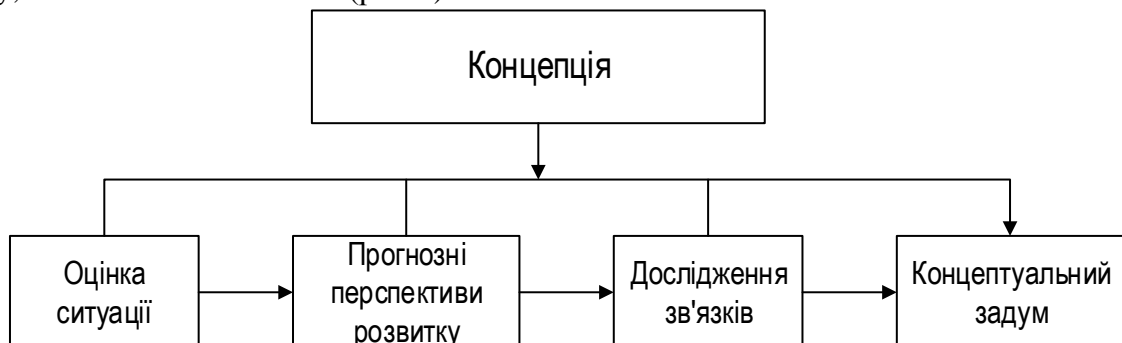 Концепція
Оцінка
ситуації
Прогнозні
перспективи
розвитку
Дослідження
зв'язків
Концептуальний
задум